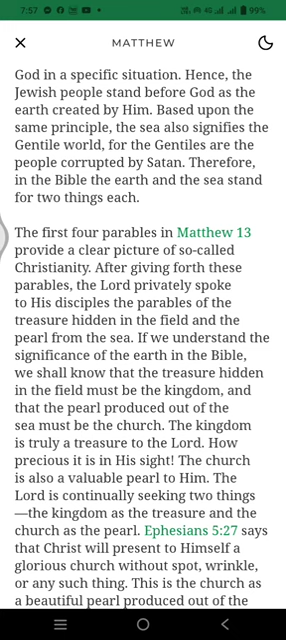 7:57
99%
MATTHEW
God in a specific situation. Hence, the
Jewish people stand before God as the
earth created by Him. Based upon the
same principle, the sea also signifies the
Gentile world, for the Gentiles are the
people corrupted by Satan. Therefore,
in the Bible the earth and the sea stand
for two things each.
The first four parables in Matthew 13
provide a clear picture of so-called
Christianity. After giving forth these
parables, the Lord privately spoke
to His disciples the parables of the
treasure hidden in the field and the
pearl from the sea. If we understand the
significance of the earth in the Bible,
we shall know that the treasure hidden
in the field must be the kingdom, and
that the pearl produced out of the
sea must be the church. The kingdom
is truly a treasure to the Lord. How
precious it is in His sight! The church
is also a valuable pearl to Him. The
Lord is continually seeking two things
—the kingdom as the treasure and the
church as the pearl. Ephesians 5:27 says
that Christ will present to Himself a
glorious church without spot, wrinkle,
or any such thing. This is the church as
a beautiful pearl produced out of the